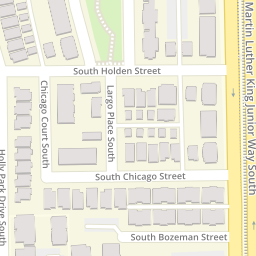 South Holden Street
Chicago Court South
Largo Place South
Martin Luther King Junior Way South
Holly Park Drive South
South Chicago Street
South Bozeman Street